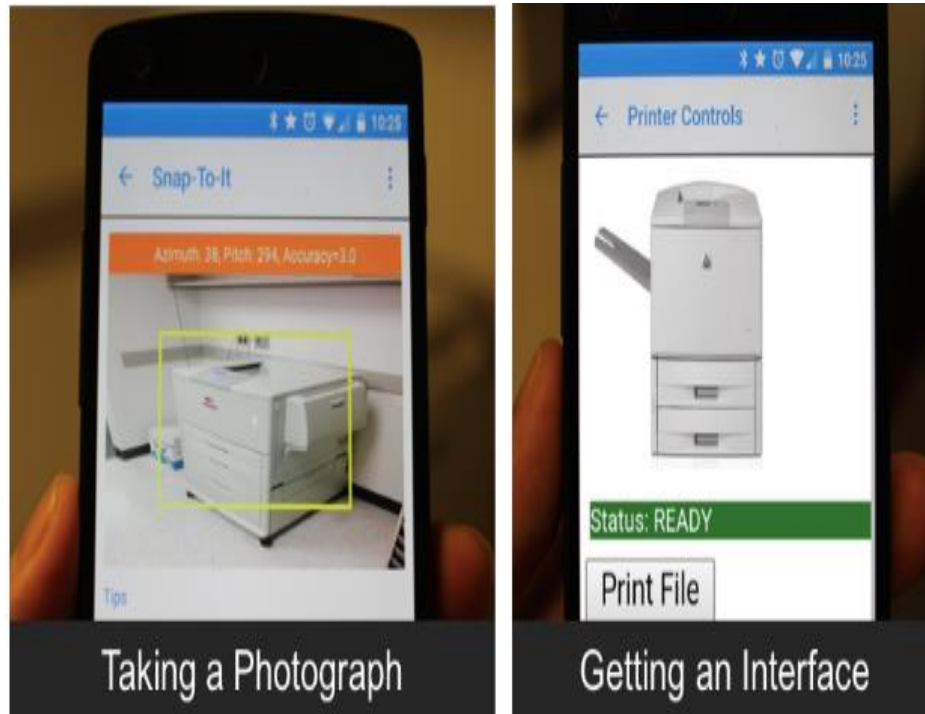 10:25
Snap-To-It
Azimuth: 38, Pitch: 294, Accuracy=3.0
Tips
Taking a Photograph
10:25
Printer Controls
Status: READY
Print File
Getting an Interface